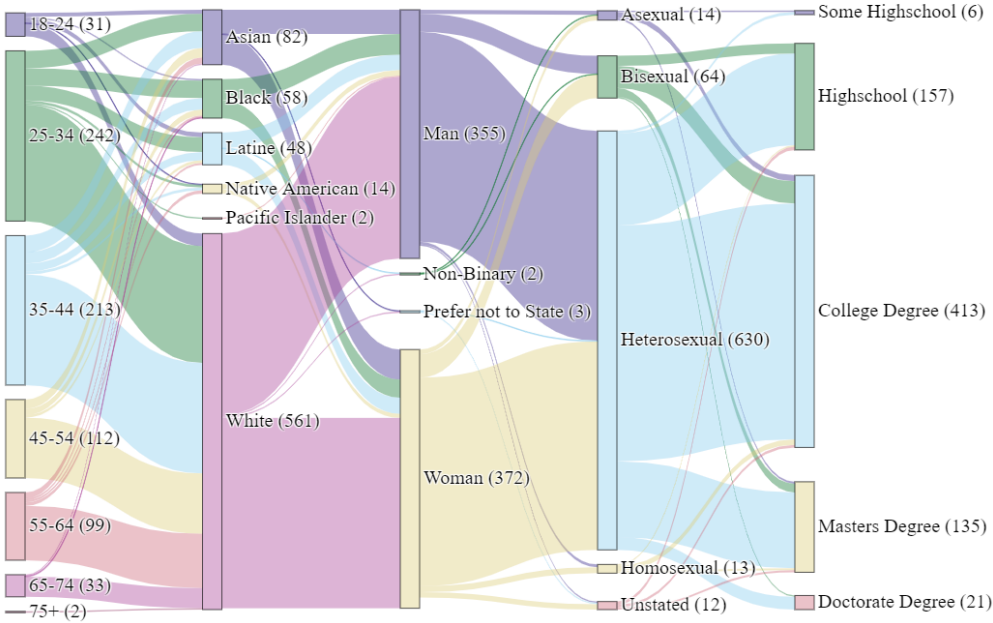 18-24 (31)
25-34 (242)
35-44 (213)
45-54 (112)
55-64 (99)
65-74 (33)
75+ (2)
Asian (82)
Black (58)
Latine (48)
Native American (14)
Pacific Islander (2)
White (561)
Man (355)
Non-Binary (2)
Prefer not to State (3)
Woman (372)
Asexual (14)
Bisexual (64)
Heterosexual (630)
Homosexual (13)
Unstated (12)
Some Highschool (6)
Highschool (157)
College Degree (413)
Masters Degree (135)
Doctorate Degree (21)